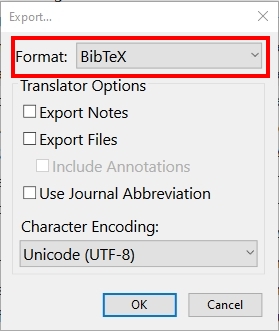 Export...
Format: BibTeX
Translator Options
Export Notes
Export Files
Include Annotations
Use Journal Abbreviation
Character Encoding:
Unicode (UTF-8)
OK Cancel